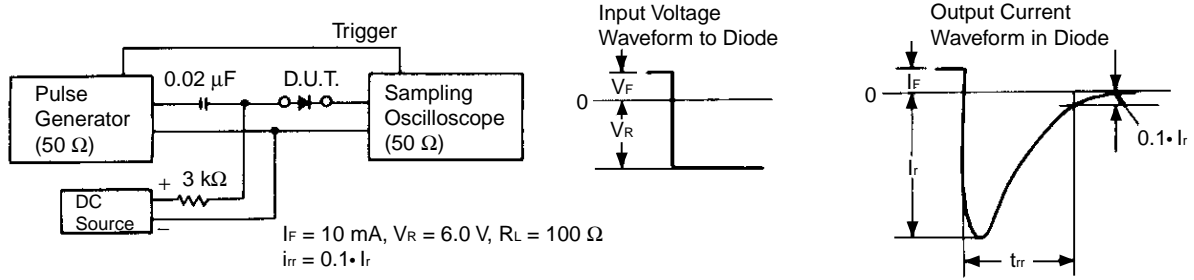 Trigger
0.02 µF
D.U.T.
Pulse
Generator
(50 Ω)
Sampling
Oscilloscope
(50 Ω)
+ 3 kΩ
DC
Source
−
IF = 10 mA, VR = 6.0 V, RL = 100 Ω
irr = 0.1• Ir
Input Voltage
Waveform to Diode
VF
0
VR
Output Current
Waveform in Diode
IF
0
0.1• Ir
Ir
trr